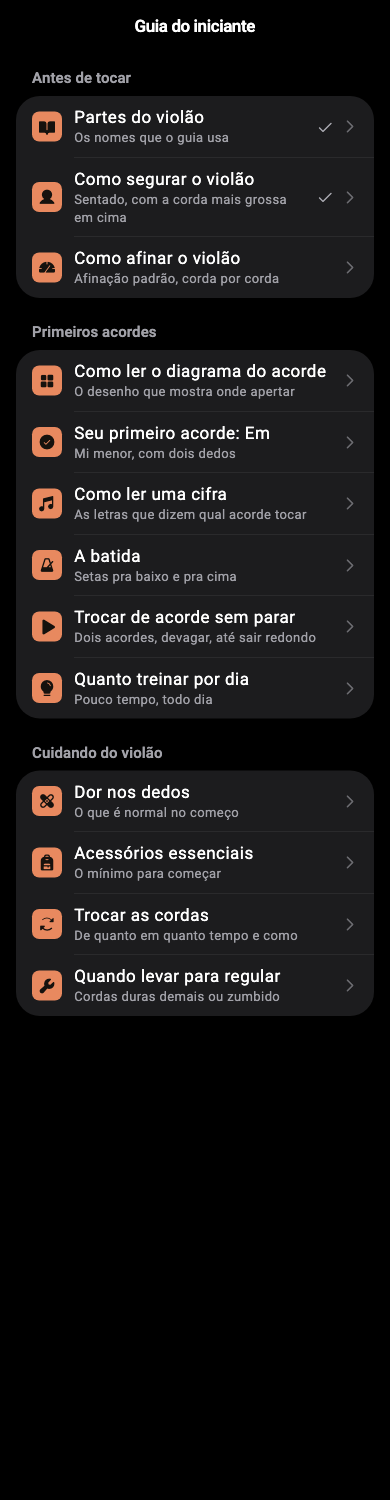 Guia do iniciante
Antes de tocar
Partes do violão
Os nomes que o guia usa
Como segurar o violão
Sentado, com a corda mais grossa
em cima
Como afinar o violão
Afinação padrão, corda por corda
Primeiros acordes
Como ler o diagrama do acorde
O desenho que mostra onde apertar
Seu primeiro acorde: Em
Mi menor, com dois dedos
Como ler uma cifra
As letras que dizem qual acorde tocar
A batida
Setas pra baixo e pra cima
Trocar de acorde sem parar
Dois acordes, devagar, até sair redondo
Quanto treinar por dia
Pouco tempo, todo dia
Cuidando do violão
Dor nos dedos
O que é normal no começo
Acessórios essenciais
O mínimo para começar
Trocar as cordas
De quanto em quanto tempo e como
Quando levar para regular
Cordas duras demais ou zumbido